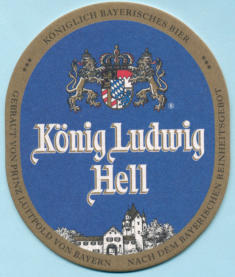 KÖNIGLICH BAYERISCHES BIER
König Ludwig
Hell
®
GEBRAUT VON PRINZ LUITPOLD VON BAYERN
NACH DEM BAYERISCHEN REINHEITSGEBOT